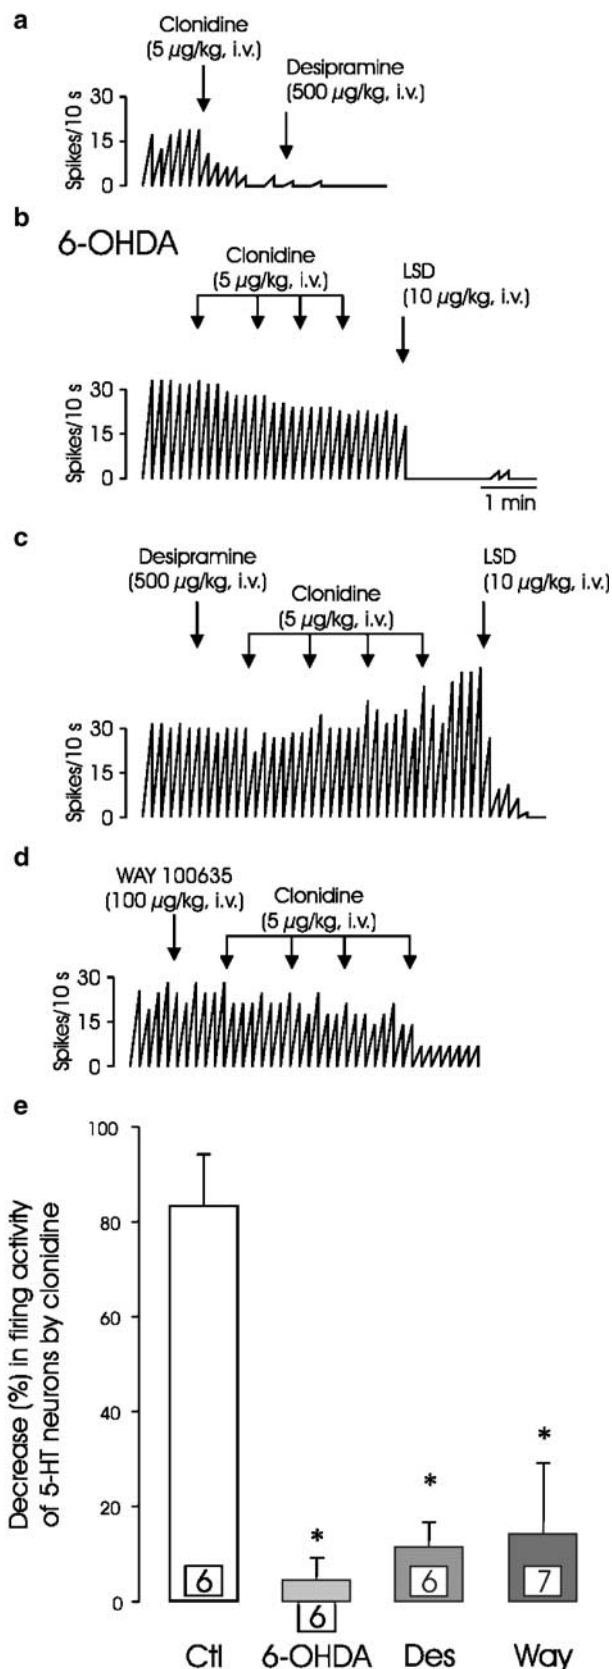 a
Clonidine
(5 µg/kg, i.v.)
Desipramine
(500 µg/kg, i.v.)
Spikes/10 s
30
15
0
b
6-OHDA
Clonidine
(5 µg/kg, i.v.)
LSD
(10 µg/kg, i.v.)
Spikes/10 s
30
15
0
1 min
c
Desipramine
(500 µg/kg, i.v.)
LSD
(10 µg/kg, i.v.)
Clonidine
(5 µg/kg, i.v.)
Spikes/10 s
30
15
0
d
WAY 100635
(100 µg/kg, i.v.)
Clonidine
(5 µg/kg, i.v.)
Spikes/10 s
30
15
0
e
Decrease (%) in firing activity
of 5-HT neurons by clonidine
100
80
60
40
20
0
*
*
*
6
6
6
7
Ctl
6-OHDA
Des
Way